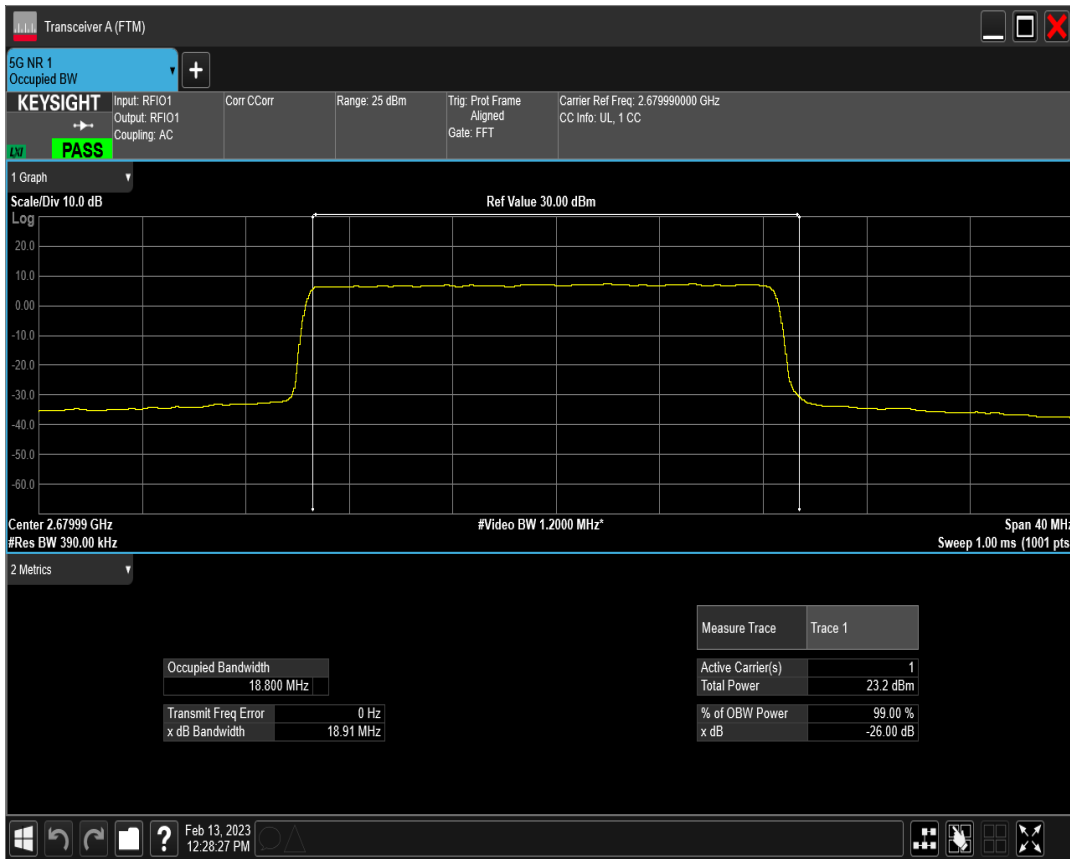 Transceiver A (FTM)
5G NR 1
Occupied BW
+
KEYSIGHT
LXI
PASS
Input: RFIO1
Output: RFIO1
Coupling: AC
Corr CCorr
Range: 25 dBm
Trig: Prot Frame
Aligned
Gate: FFT
Carrier Ref Freq: 2.679990000 GHz
CC Info: UL, 1 CC
1 Graph
Scale/Div 10.0 dB
Ref Value 30.00 dBm
Log
20.0
10.0
0.00
-10.0
-20.0
-30.0
-40.0
-50.0
-60.0
Center 2.67999 GHz
#Video BW 1.2000 MHz*
Span 40 MHz
#Res BW 390.00 kHz
Sweep 1.00 ms (1001 pts
2 Metrics
Measure Trace Trace 1
Occupied Bandwidth
18.800 MHz
Active Carrier(s) 1
Total Power 23.2 dBm
Transmit Freq Error 0 Hz
x dB Bandwidth 18.91 MHz
% of OBW Power 99.00 %
x dB -26.00 dB
?
Feb 13, 2023
12:28:27 PM